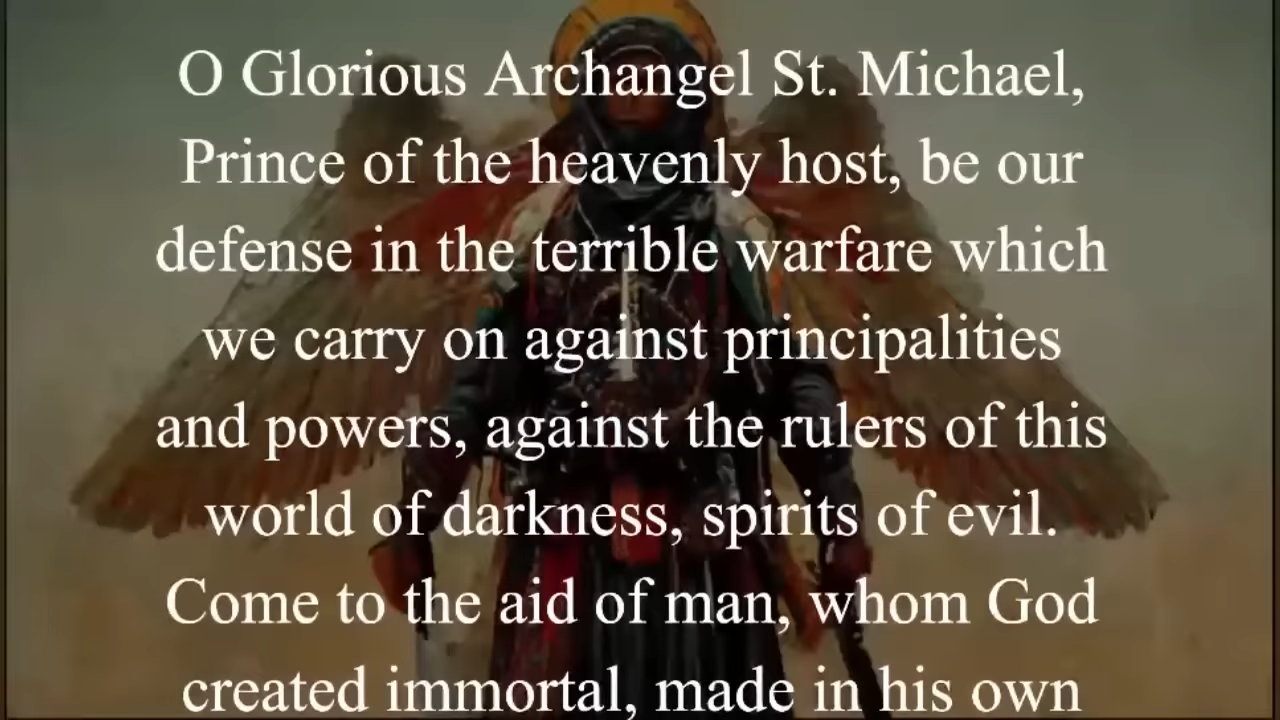 O Glorious Archangel St. Michael,
Prince of the heavenly host, be our
defense in the terrible warfare which
we carry on against principalities
and powers, against the rulers of this
world of darkness, spirits of evil.
Come to the aid of man, whom God
created immortal, made in his own